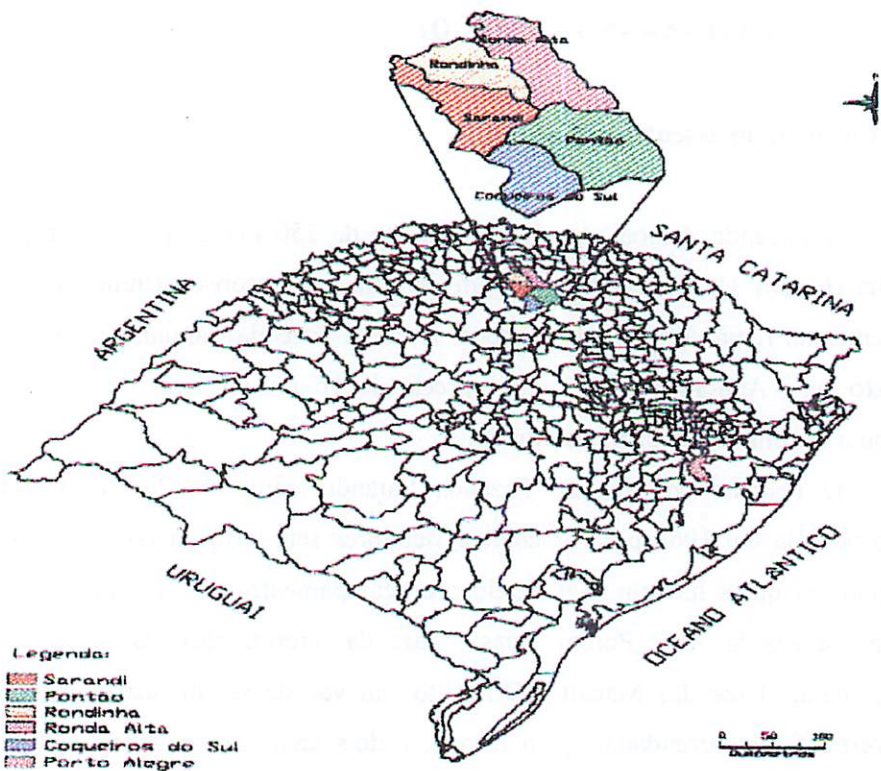 Ronda Alta
Rondinha
Sarandi
Pontão
Coqueiros do Sul
SANTA CATARINA
ARGENTINA
URUGUAI
OCEANO ATLANTICO
Legenda:
Sarandi
Pontão
Rondinha
Ronda Alta
Coqueiros do Sul
Porto Alegre
0 50 100
Quilômetros